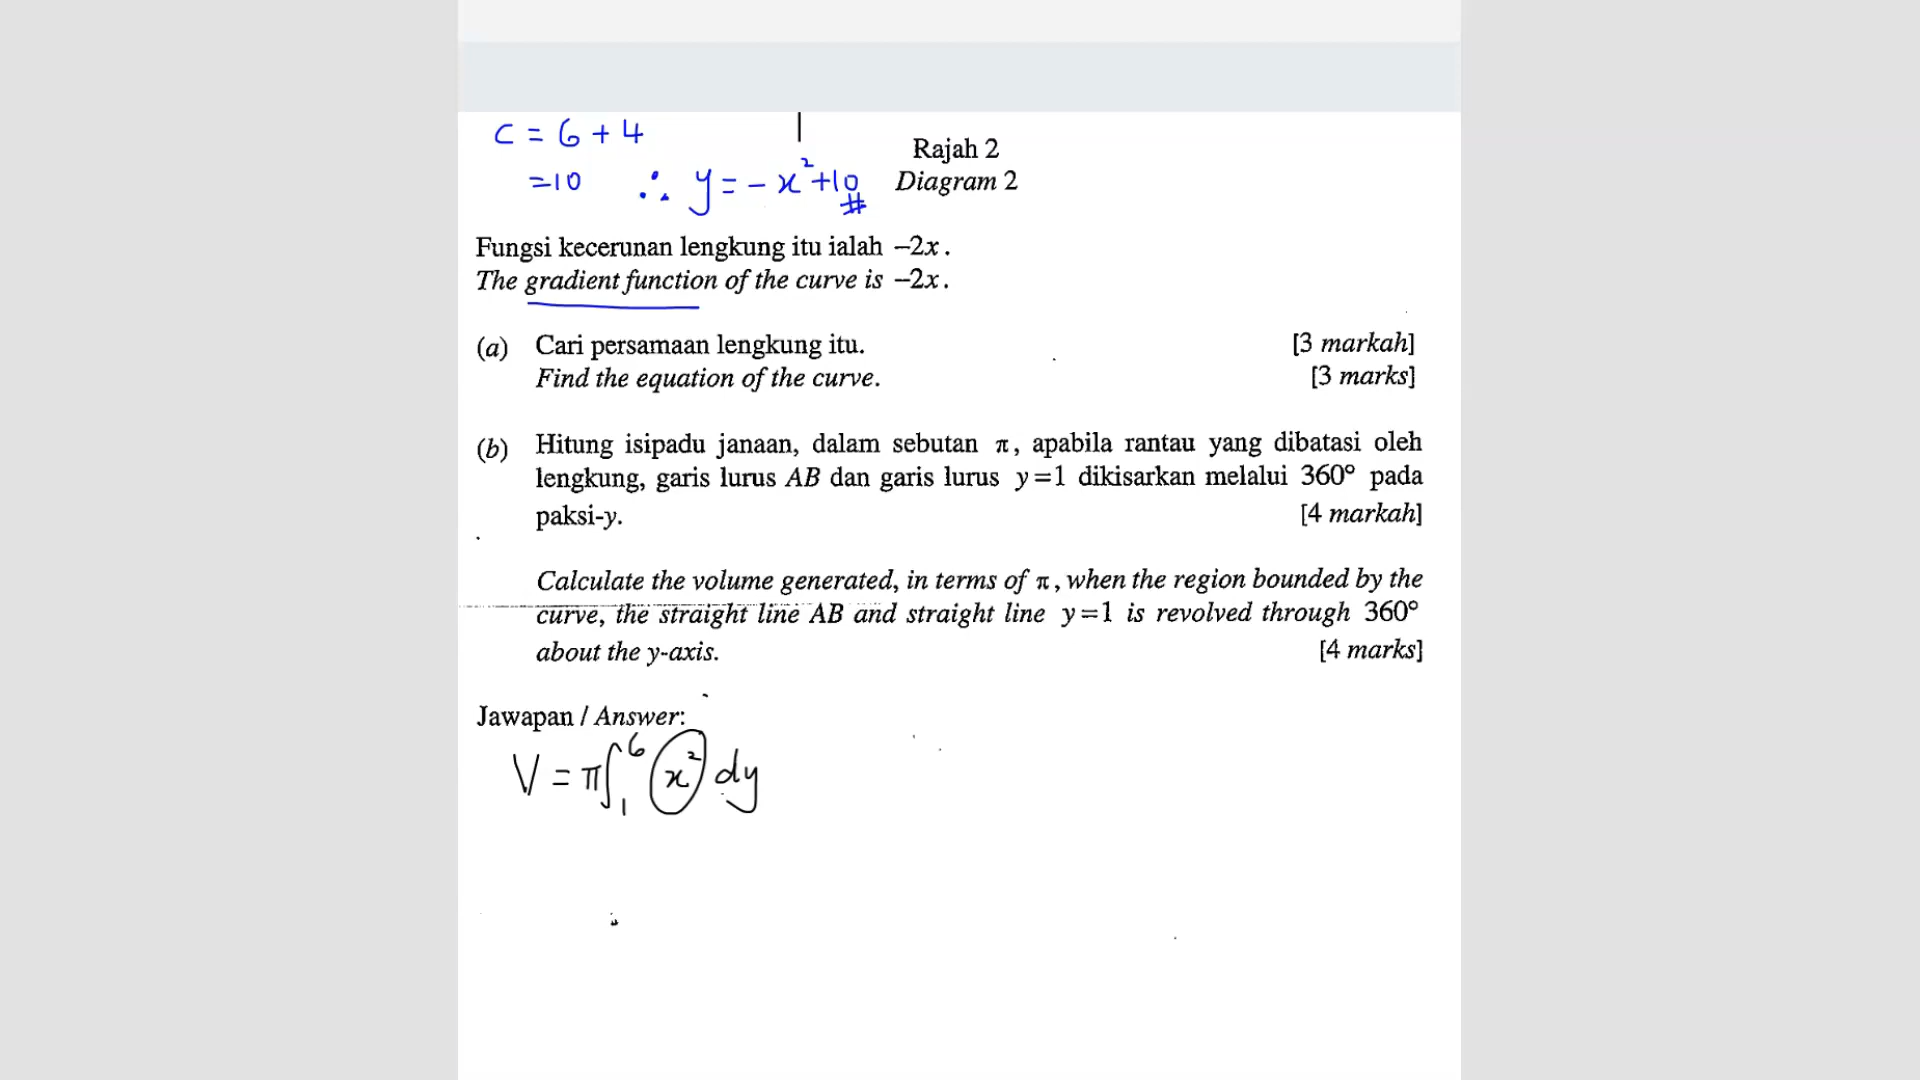 C = 6 + 4
=10 ∴ y = -x²+10 #
Rajah 2
Diagram 2
Fungsi kecerunan lengkung itu ialah −2x.
The gradient function of the curve is −2x.
(a) Cari persamaan lengkung itu. [3 markah]
Find the equation of the curve. [3 marks]
(b) Hitung isipadu janaan, dalam sebutan π, apabila rantau yang dibatasi oleh
lengkung, garis lurus AB dan garis lurus y=1 dikisarkan melalui 360° pada
paksi-y. [4 markah]
Calculate the volume generated, in terms of π, when the region bounded by the
curve, the straight line AB and straight line y=1 is revolved through 360°
about the y-axis. [4 marks]
Jawapan / Answer:
V = π∫₁⁶ (x²) dy